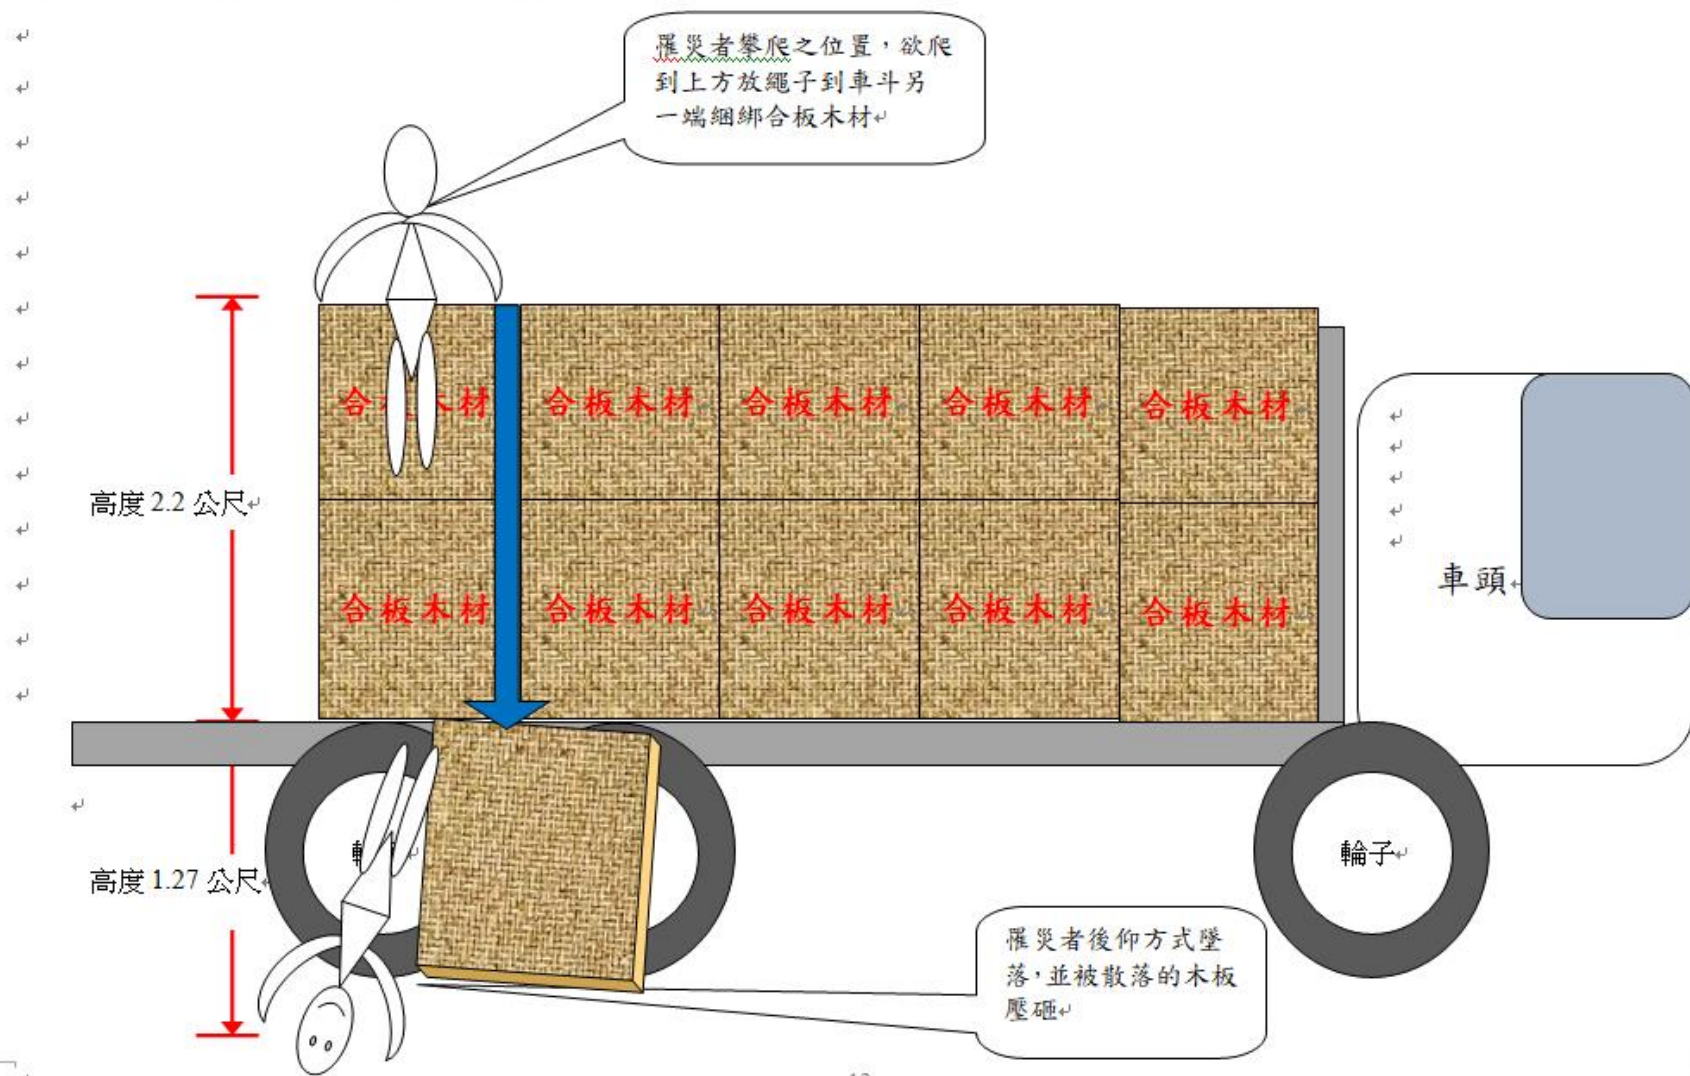 罹災者攀爬之位置，欲爬
到上方放繩子到車斗另
一端綑綁合板木材
合板木材 合板木材 合板木材 合板木材
高度 2.2 公尺
車頭
合板木材 合板木材 合板木材 合板木材 合板木材
輪子
高度 1.27 公尺
罹災者後仰方式墜
落，並被散落的木板
壓砸